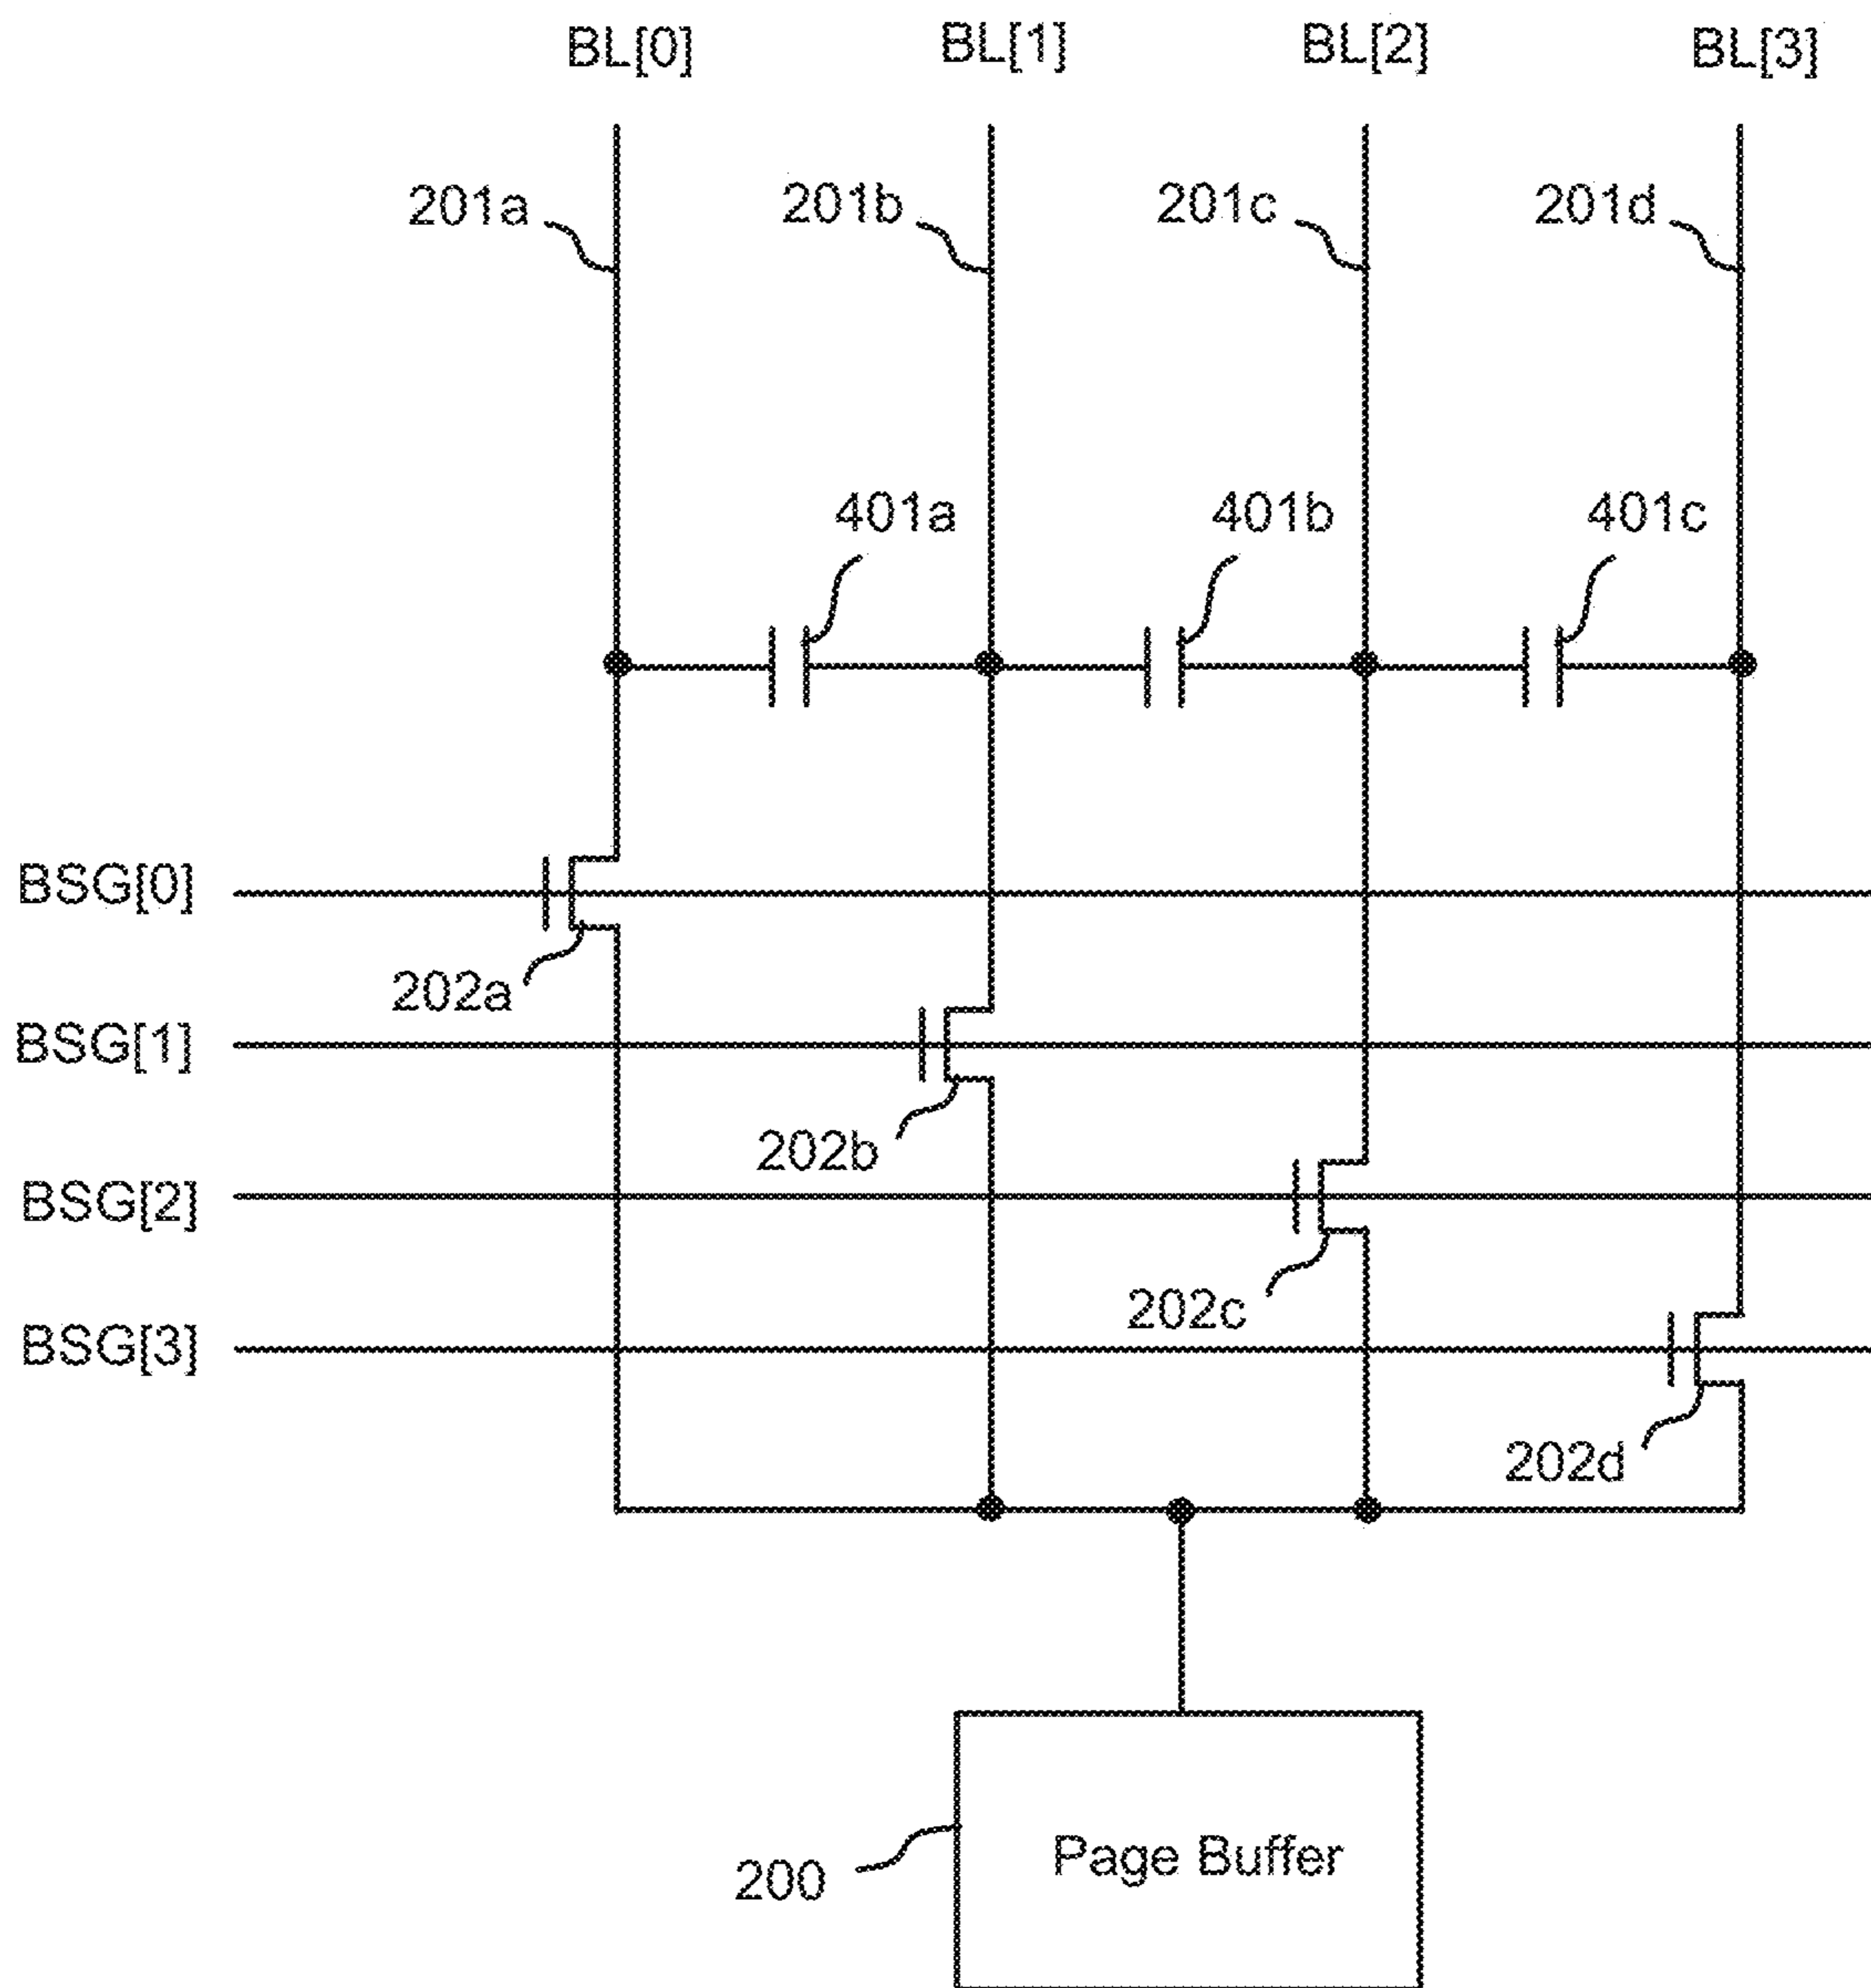 BL[0] BL[1] BL[2] BL[3]
201a 201b 201c 201d
401a 401b 401c
BSG[0]
202a
BSG[1]
202b
BSG[2]
202c
BSG[3]
202d
Page Buffer
200